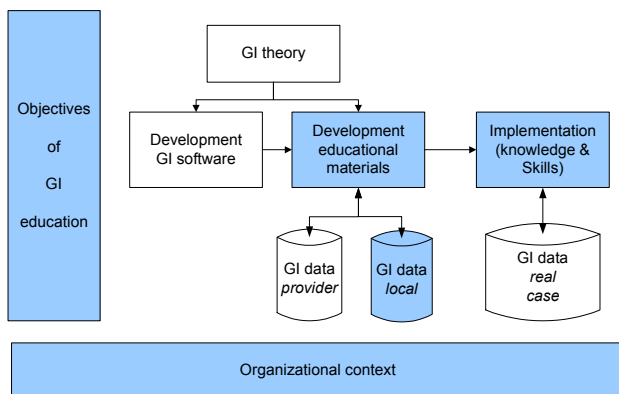 GI theory
Objectives
of
GI
education
Development
GI software
Development
educational
materials
Implementation
(knowledge &
Skills)
GI data
provider
GI data
local
GI data
real
case
Organizational context